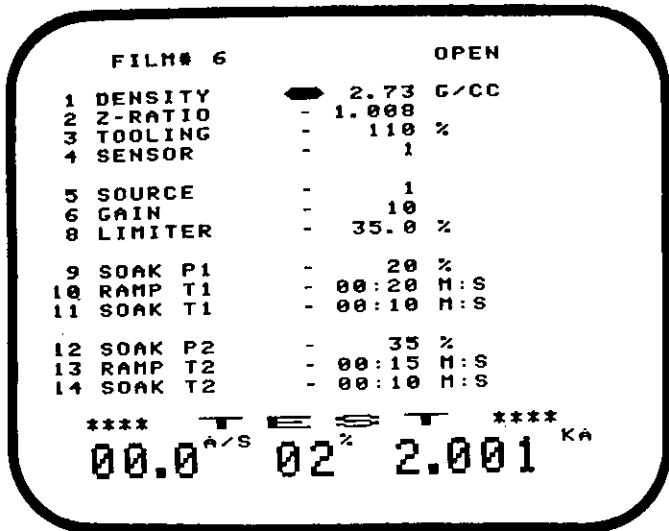 FILM# 6 OPEN
1 DENSITY 2.73 G/CC
2 Z-RATIO - 1.008
3 TOOLING - 110 %
4 SENSOR - 1
5 SOURCE - 1
6 GAIN - 10
8 LIMITER - 35.0 %
9 SOAK P1 - 20 %
10 RAMP T1 - 00:20 M:S
11 SOAK T1 - 00:10 M:S
12 SOAK P2 - 35 %
13 RAMP T2 - 00:15 M:S
14 SOAK T2 - 00:10 M:S
**** T E S T ****
00.0 Å/S 02 % 2.001 KÅ